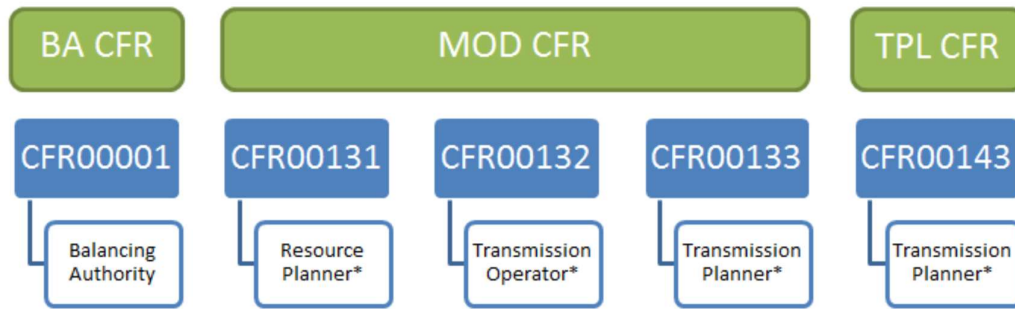 BA CFR
MOD CFR
TPL CFR
CFR00001
CFR00131
CFR00132
CFR00133
CFR00143
Balancing
Authority
Resource
Planner*
Transmission
Operator*
Transmission
Planner*
Transmission
Planner*